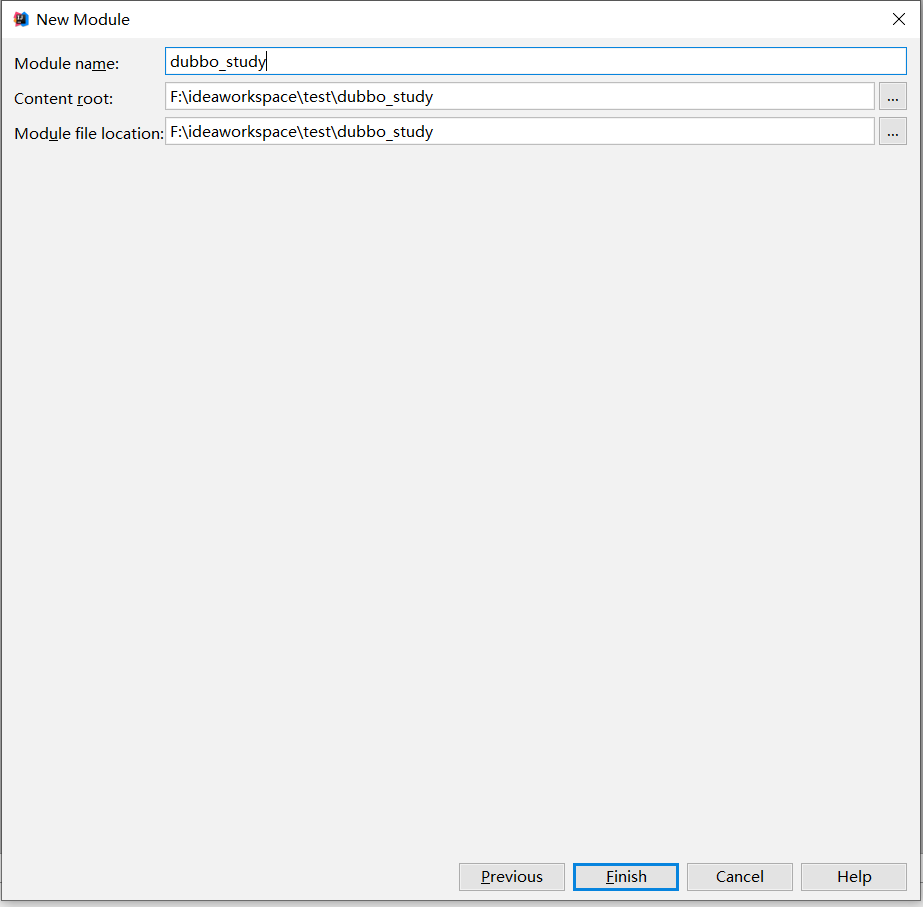 New Module
Module name: dubbo_study
Content root: F:\ideaworkspace\test\dubbo_study ...
Module file location: F:\ideaworkspace\test\dubbo_study ...
Previous Finish Cancel Help